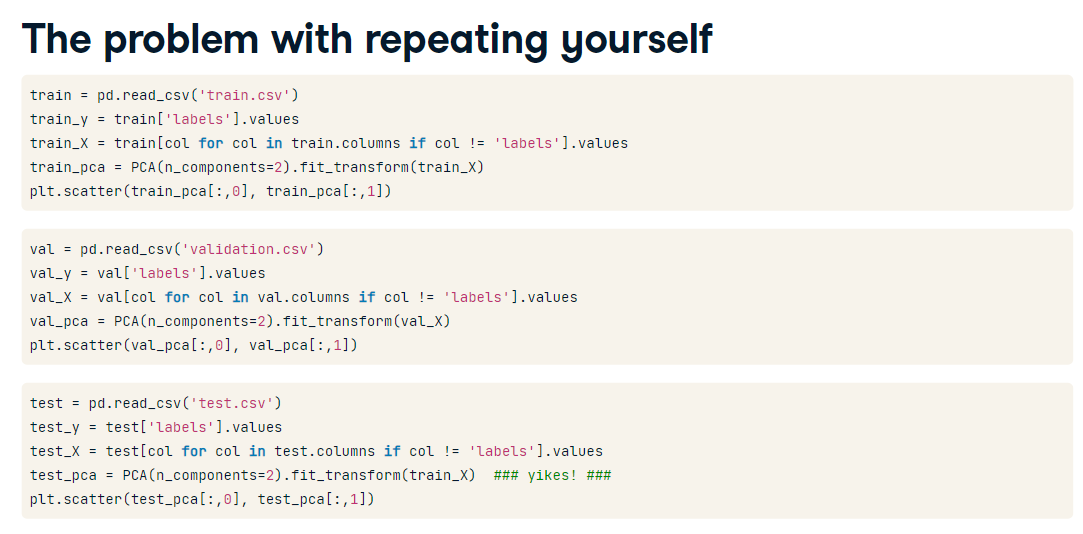 The problem with repeating yourself
train = pd.read_csv('train.csv')
train_y = train['labels'].values
train_X = train[col for col in train.columns if col != 'labels'].values
train_pca = PCA(n_components=2).fit_transform(train_X)
plt.scatter(train_pca[:,0], train_pca[:,1])
val = pd.read_csv('validation.csv')
val_y = val['labels'].values
val_X = val[col for col in val.columns if col != 'labels'].values
val_pca = PCA(n_components=2).fit_transform(val_X)
plt.scatter(val_pca[:,0], val_pca[:,1])
test = pd.read_csv('test.csv')
test_y = test['labels'].values
test_X = test[col for col in test.columns if col != 'labels'].values
test_pca = PCA(n_components=2).fit_transform(train_X)  ### yikes! ###
plt.scatter(test_pca[:,0], test_pca[:,1])